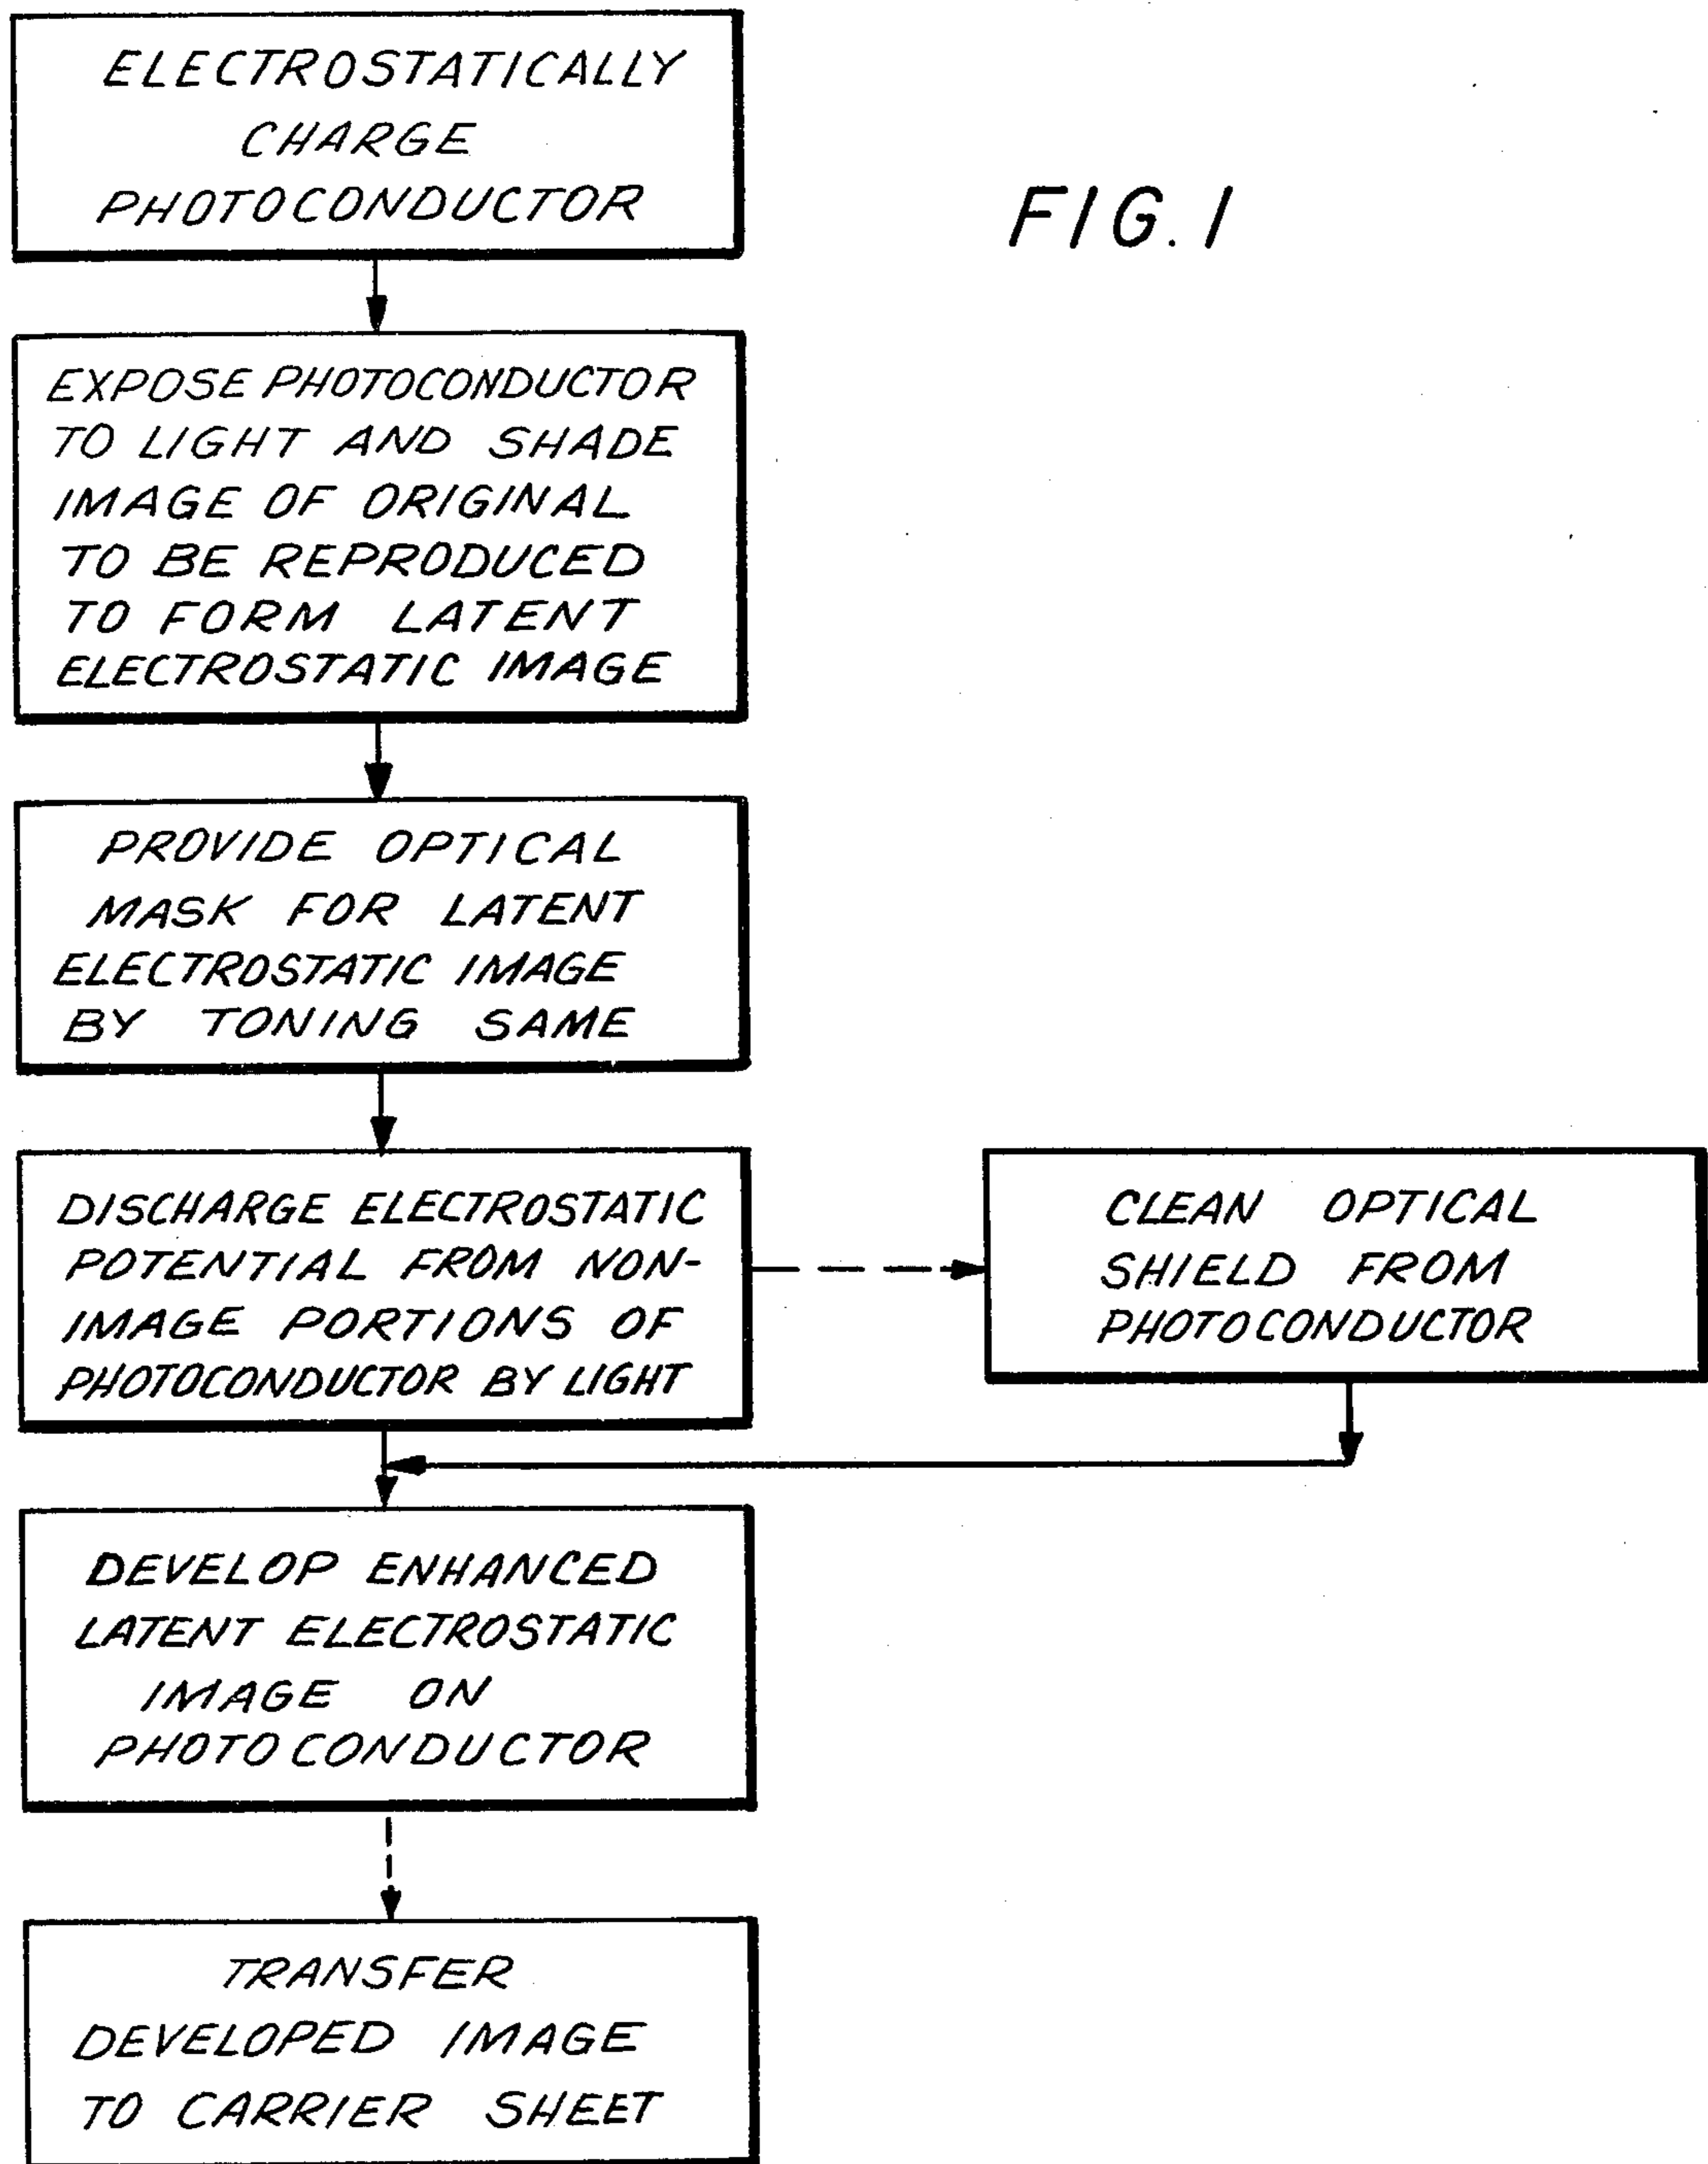 ELECTROSTATICALLY
CHARGE
PHOTOCONDUCTOR
FIG. 1
EXPOSE PHOTOCONDUCTOR
TO LIGHT AND SHADE
IMAGE OF ORIGINAL
TO BE REPRODUCED
TO FORM LATENT
ELECTROSTATIC IMAGE
PROVIDE OPTICAL
MASK FOR LATENT
ELECTROSTATIC IMAGE
BY TONING SAME
DISCHARGE ELECTROSTATIC
POTENTIAL FROM NON-
IMAGE PORTIONS OF
PHOTOCONDUCTOR BY LIGHT
CLEAN OPTICAL
SHIELD FROM
PHOTOCONDUCTOR
DEVELOP ENHANCED
LATENT ELECTROSTATIC
IMAGE ON
PHOTOCONDUCTOR
TRANSFER
DEVELOPED IMAGE
TO CARRIER SHEET